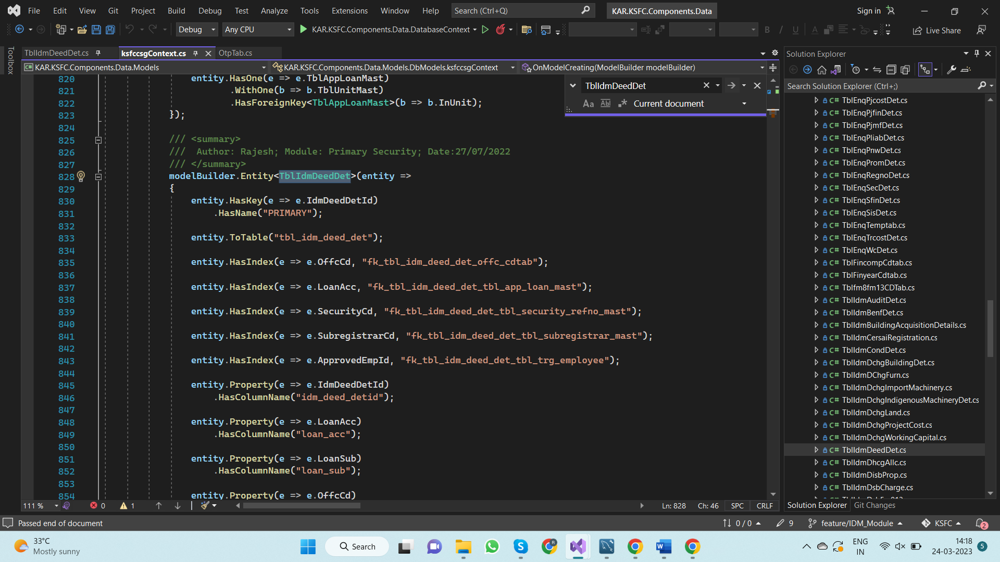 File Edit View Git Project Build Debug Test Analyze Tools Extensions Window Help Search (Ctrl+Q) KAR.KSFC.Components.Data Sign in
Debug Any CPU KAR.KSFC.Components.Data.DatabaseContext Live Share
Toolbox
TblIdmDeedDet.cs ksfccsgContext.cs OtpTab.cs
KAR.KSFC.Components.Data.Models KAR.KSFC.Components.Data.Models.DbModels.ksfccsgContext OnModelCreating(ModelBuilder modelBuilder)
820 entity.HasOne(e => e.TblAppLoanMast)
821 .WithOne(b => b.TblUnitMast)
822 .HasForeignKey<TblAppLoanMast>(b => b.InUnit);
823 });
824
825 /// <summary>
826 /// Author: Rajesh; Module: Primary Security; Date:27/07/2022
827 /// </summary>
828 modelBuilder.Entity<TblIdmDeedDet>(entity =>
829 {
830 entity.HasKey(e => e.IdmDeedDetId)
831 .HasName("PRIMARY");
832
833 entity.ToTable("tbl_idm_deed_det");
834
835 entity.HasIndex(e => e.OffcCd, "fk_tbl_idm_deed_det_offc_cdtab");
836
837 entity.HasIndex(e => e.LoanAcc, "fk_tbl_idm_deed_det_tbl_app_loan_mast");
838
839 entity.HasIndex(e => e.SecurityCd, "fk_tbl_idm_deed_det_tbl_security_refno_mast");
840
841 entity.HasIndex(e => e.SubregistrarCd, "fk_tbl_idm_deed_det_tbl_subregistrar_mast");
842
843 entity.HasIndex(e => e.ApprovedEmpId, "fk_tbl_idm_deed_det_tbl_trg_employee");
844
845 entity.Property(e => e.IdmDeedDetId)
846 .HasColumnName("idm_deed_detid");
847
848 entity.Property(e => e.LoanAcc)
849 .HasColumnName("loan_acc");
850
851 entity.Property(e => e.LoanSub)
852 .HasColumnName("loan_sub");
853
854 entity.Property(e => e.OffcCd)
TblIdmDeedDet
Aa Abl .* Current document
111 % 0 1 Ln: 828 Ch: 46 SPC CRLF
Solution Explorer
Search Solution Explorer (Ctrl+;)
C# TblEnqPjcostDet.cs
C# TblEnqPjfinDet.cs
C# TblEnqPjmfDet.cs
C# TblEnqPliabDet.cs
C# TblEnqPnwDet.cs
C# TblEnqPromDet.cs
C# TblEnqRegnoDet.cs
C# TblEnqSecDet.cs
C# TblEnqSfinDet.cs
C# TblEnqSisDet.cs
C# TblEnqTemptab.cs
C# TblEnqTrcostDet.cs
C# TblEnqWcDet.cs
C# TblFincompCdtab.cs
C# TblFinyearCdtab.cs
C# Tblfm8fm13CDTab.cs
C# TblIdmAuditDet.cs
C# TblIdmBenfDet.cs
C# TblIdmBuildingAcquisitionDetails.cs
C# TblIdmCersaiRegistration.cs
C# TblIdmCondDet.cs
C# TblIdmDchgBuildingDet.cs
C# TblIdmDChgFurn.cs
C# TblIdmDchgImportMachinery.cs
C# TblIdmDchgIndigenousMachineryDet.cs
C# TblIdmDchgLand.cs
C# TblIdmDchgProjectCost.cs
C# TblIdmDchgWorkingCapital.cs
C# TblIdmDeedDet.cs
C# TblIdmDhcgAllc.cs
C# TblIdmDisbProp.cs
C# TblIdmDsbCharge.cs
Solution Explorer Git Changes
Passed end of document 0 / 0 9 feature/IDM_Module KSFC 2
33°C
Mostly sunny
Search
ENG
IN
14:18
24-03-2023
5